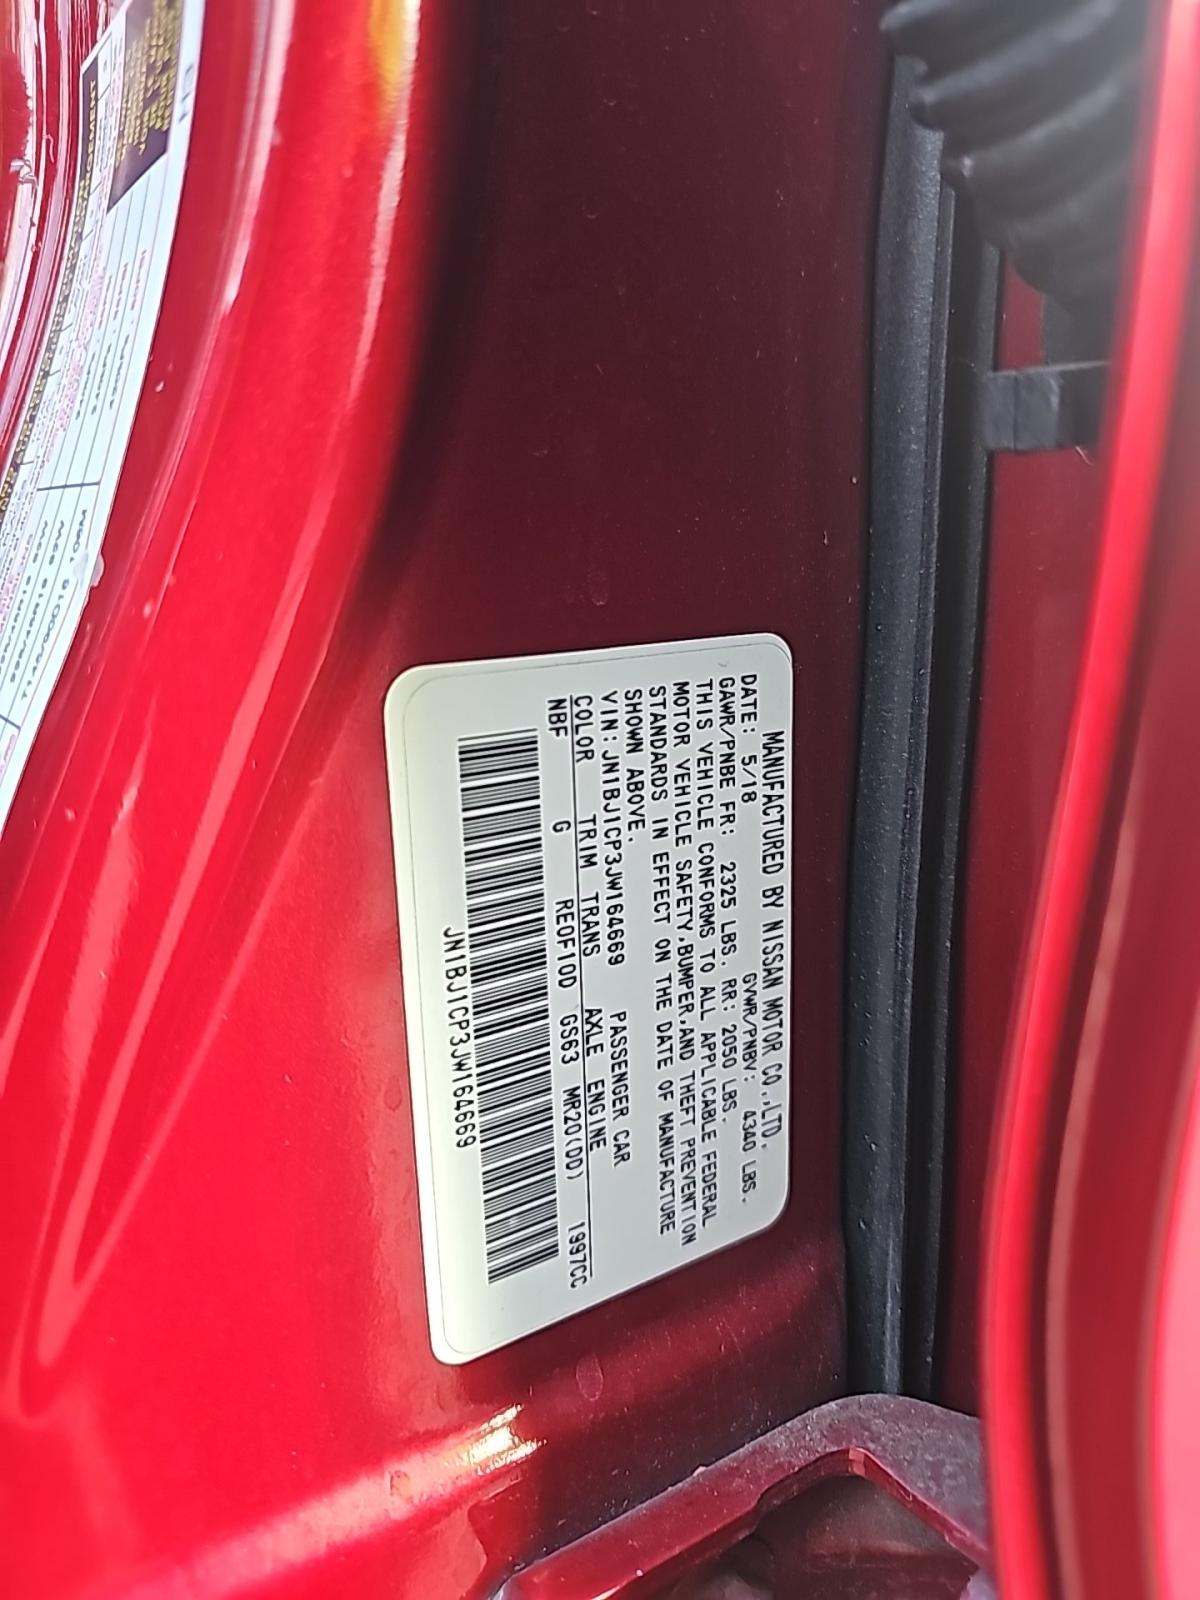 MANUFACTURED BY NISSAN MOTOR CO.,LTD.
DATE: 5/18 GVWR/PNBV: 4340 LBS.
GAWR/PNBE FR: 2325 LBS. RR: 2050 LBS.
THIS VEHICLE CONFORMS TO ALL APPLICABLE FEDERAL
MOTOR VEHICLE SAFETY,BUMPER,AND THEFT PREVENTION
STANDARDS IN EFFECT ON THE DATE OF MANUFACTURE
SHOWN ABOVE.
VIN:JN1BJ1CP3JW164669 PASSENGER CAR
COLOR TRIM TRANS AXLE ENGINE
NBF G RE0F10D GS63 MR20(DD) 1997CC
JN1BJ1CP3JW164669